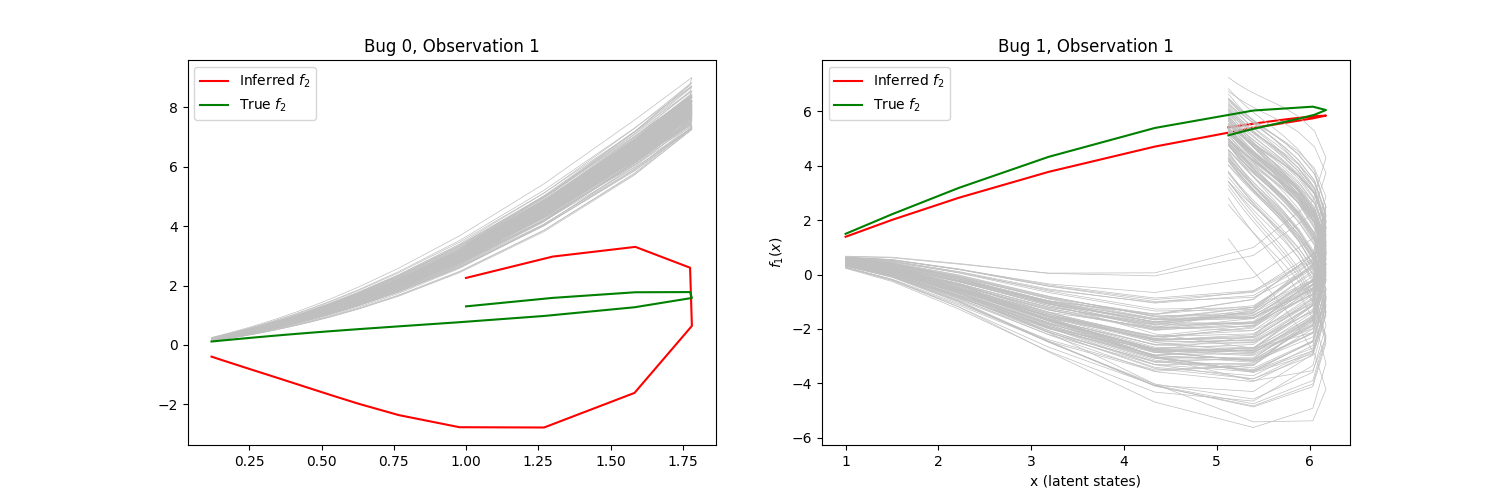 Bug 0, Observation 1
Inferred f₂
True f₂
8
6
4
2
0
−2
0.25 0.50 0.75 1.00 1.25 1.50 1.75
Bug 1, Observation 1
Inferred f₂
True f₂
f₁(x)
6
4
2
0
−2
−4
−6
1 2 3 4 5 6
x (latent states)